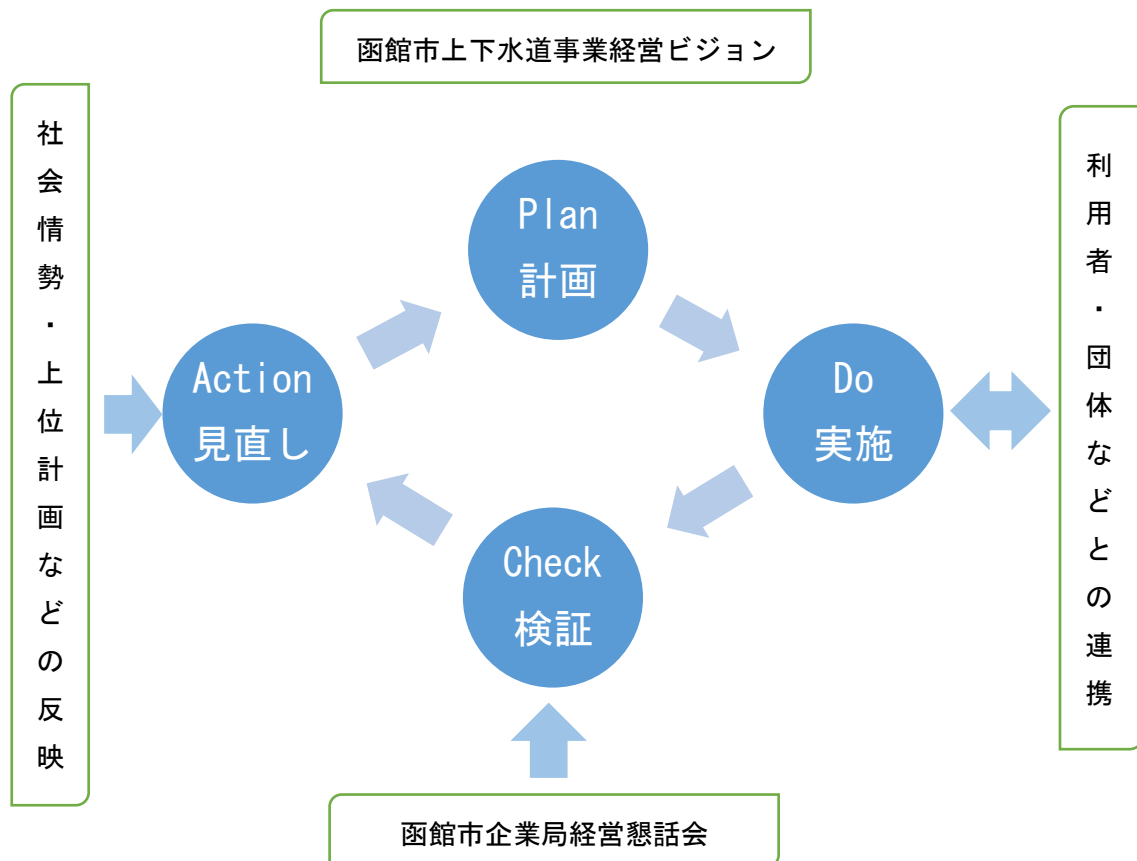 函館市上下水道事業経営ビジョン
社会情勢・上位計画などの反映
Plan
計画
利用者・団体などとの連携
Action
見直し
Do
実施
Check
検証
函館市企業局経営懇話会